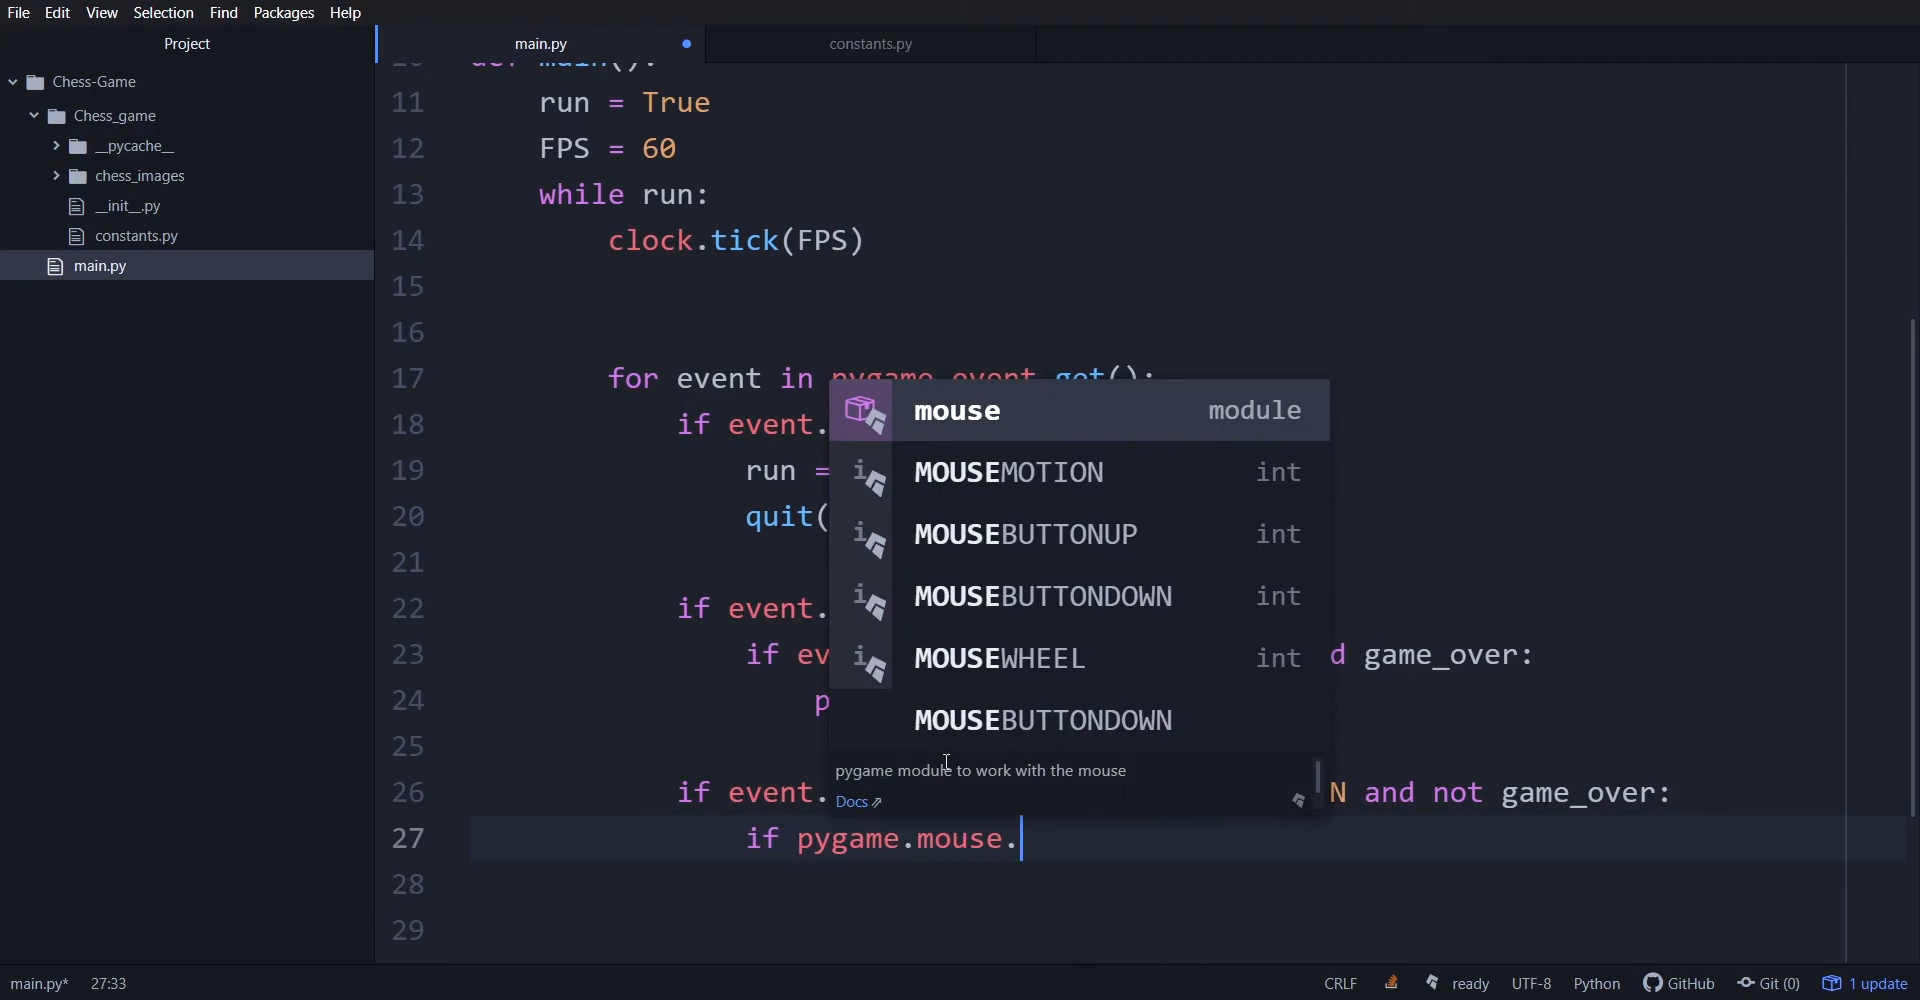 File Edit View Selection Find Packages Help
Project
main.py
constants.py
Chess-Game
Chess_game
__pycache__
chess_images
__init__.py
constants.py
main.py
11 run = True
12 FPS = 60
13 while run:
14 clock.tick(FPS)
15
16
17 for event in pygame.event.get():
18 if event.
19 run =
20 quit(
21
22 if event.
23 if ev d game_over:
24 p
25
26 if event. N and not game_over:
27 if pygame.mouse.
28
29
mouse module
MOUSEMOTION int
MOUSEBUTTONUP int
MOUSEBUTTONDOWN int
MOUSEWHEEL int
MOUSEBUTTONDOWN
pygame module to work with the mouse
Docs
main.py* 27:33 CRLF ready UTF-8 Python GitHub Git (0) 1 update